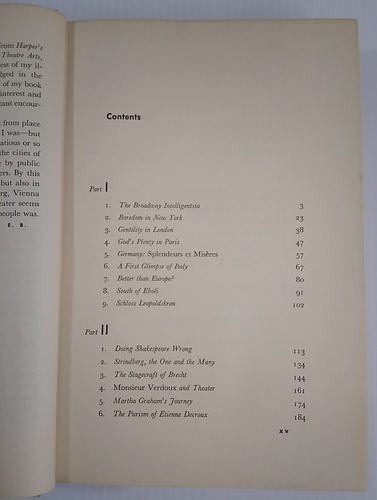 from Harper's
Theatre Arts,
ess of my il-
dged in the
of my book
interest and
tant encour-
from place
I was—but
atious or so
the cities of
e by public
ers. By this
but also in
rg, Vienna
eater seems
people was.
E. B.
Contents
Part I
1. The Broadway Intelligentsia 3
2. Boredom in New York 23
3. Gentility in London 38
4. God's Plenty in Paris 47
5. Germany: Splendeurs et Misères 57
6. A First Glimpse of Italy 67
7. Better than Europe? 80
8. South of Eboli 91
9. Schloss Leopoldskron 102
Part II
1. Doing Shakespeare Wrong 113
2. Strindberg, the One and the Many 134
3. The Stagecraft of Brecht 144
4. Monsieur Verdoux and Theater 161
5. Martha Graham's Journey 174
6. The Purism of Etienne Decroux 184
xv